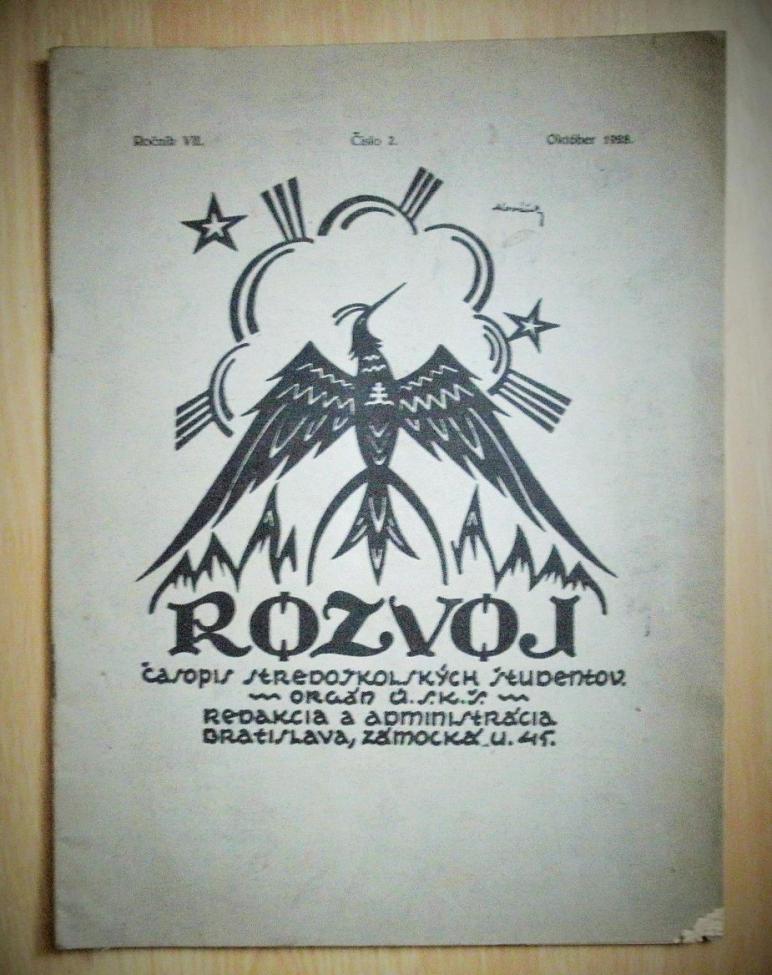 Ročník VII. Číslo 2. Október 1928.
ROZVOJ
časopis stredoškolských študentov.
orgán Ú.S.K.Š.
redakcia a administrácia
Bratislava, Zámocká u. 45.